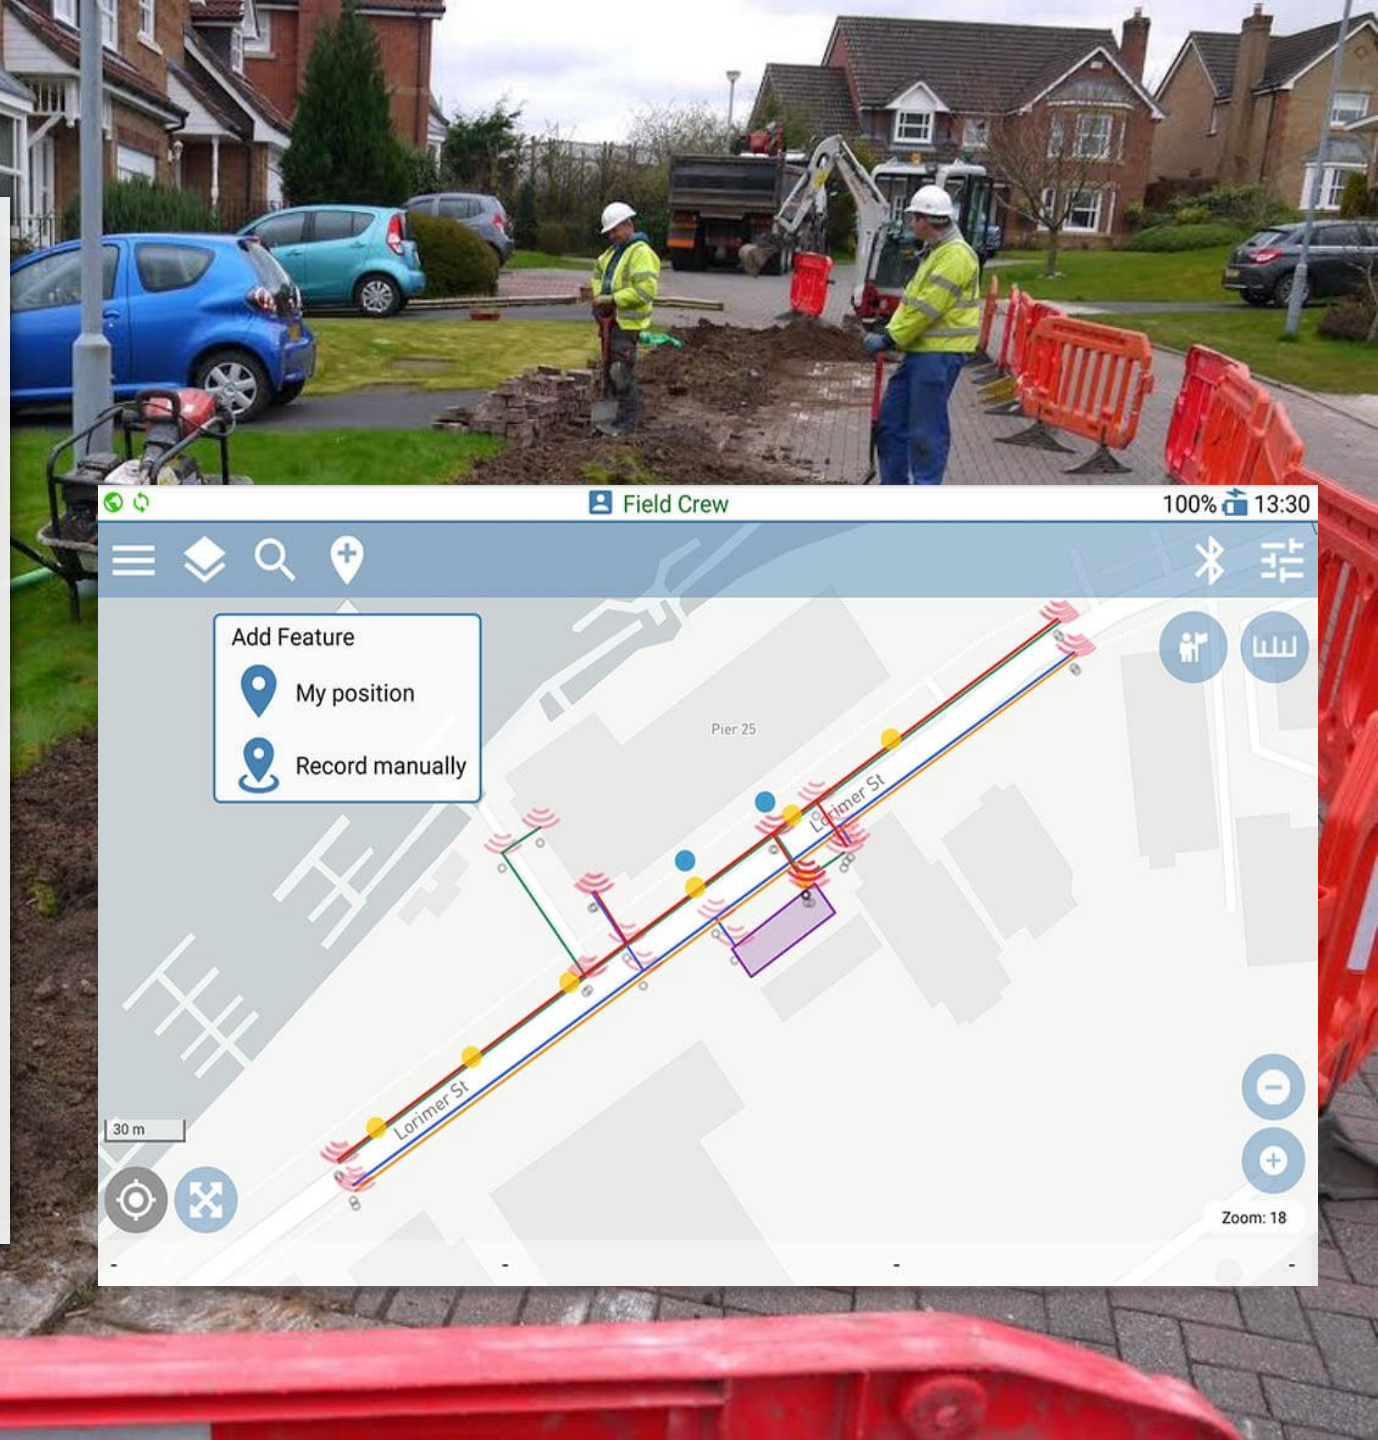 Field Crew
100% 13:30
Add Feature
My position
Record manually
Pier 25
Lorimer St
Lorimer St
30 m
Zoom: 18
- - - -